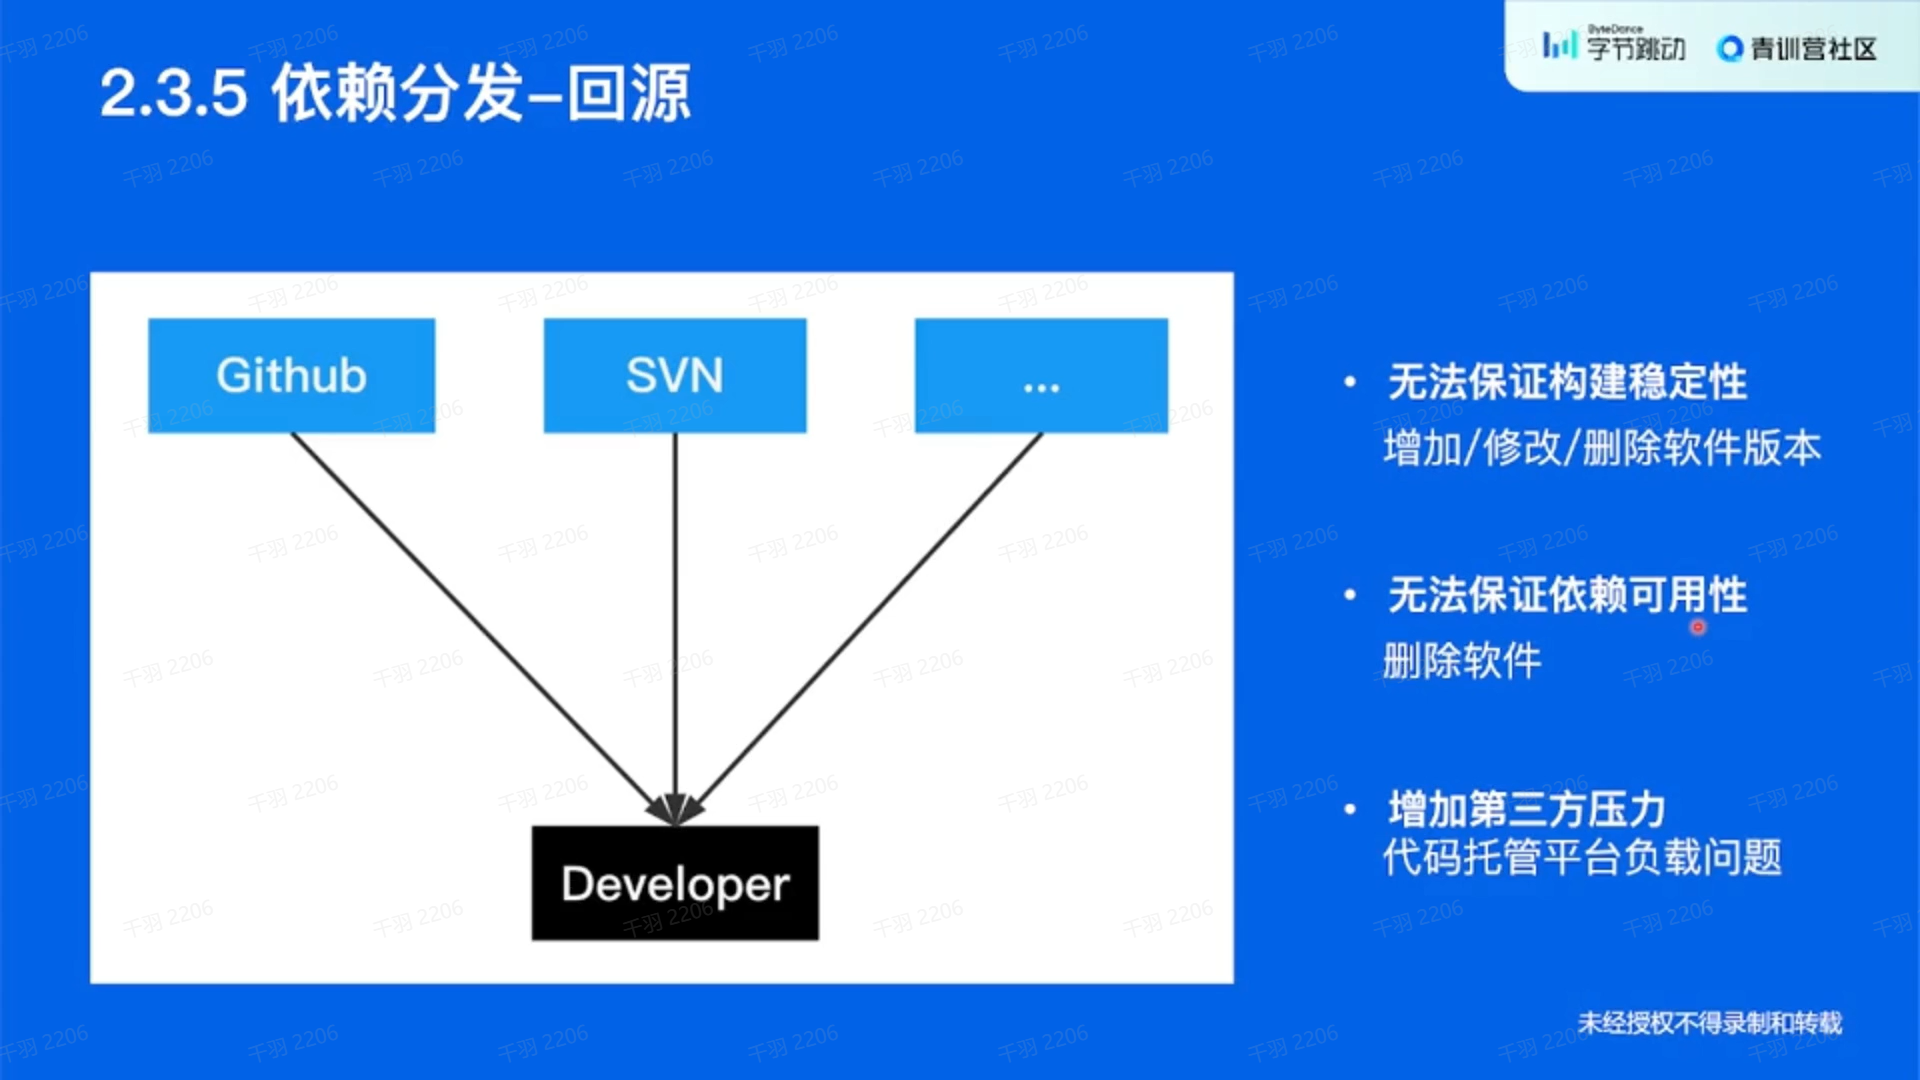 2.3.5 依赖分发–回源
ByteDance
字节跳动
青训营社区
Github
SVN
...
Developer
• 无法保证构建稳定性
增加/修改/删除软件版本
• 无法保证依赖可用性
删除软件
• 增加第三方压力
代码托管平台负载问题
未经授权不得录制和转载
千羽 2206